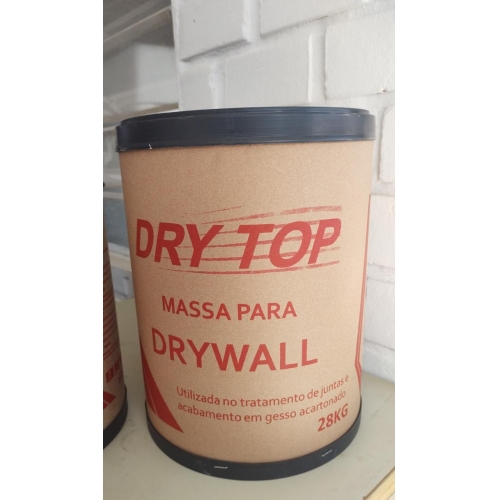 DRY TOP
MASSA PARA
DRYWALL
Utilizada no tratamento de juntas e
acabamento em gesso acartonado
28KG